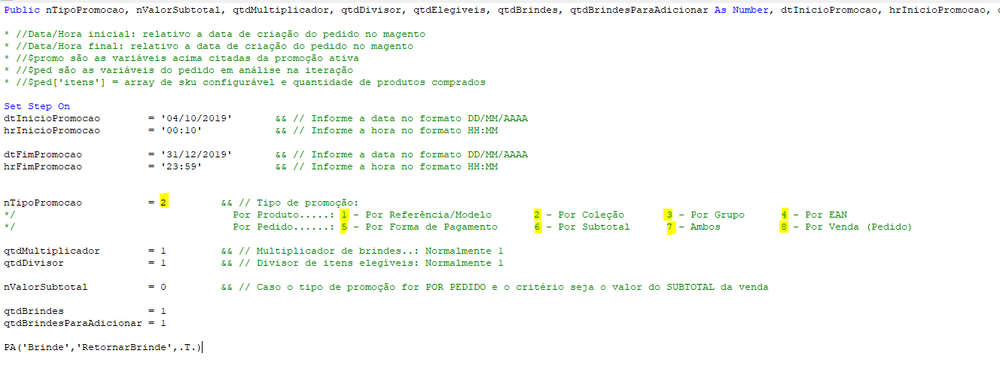 Public nTipoPromocao, nValorSubtotal, qtdMultiplicador, qtdDivisor, qtdElegiveis, qtdBrindes, qtdBrindesParaAdicionar As Number, dtInicioPromocao, hrInicioPromocao,
* //Data/Hora inicial: relativo a data de criação do pedido no magento
* //Data/Hora final: relativo a data de criação do pedido no magento
* //$promo são as variáveis acima citadas da promoção ativa
* //$ped são as variáveis do pedido em análise na iteração
* //$ped['itens'] = array de sku configurável e quantidade de produtos comprados
Set Step On
dtInicioPromocao = '04/10/2019' && // Informe a data no formato DD/MM/AAAA
hrInicioPromocao = '00:10' && // Informe a hora no formato HH:MM
dtFimPromocao = '31/12/2019' && // Informe a data no formato DD/MM/AAAA
hrFimPromocao = '23:59' && // Informe a hora no formato HH:MM
nTipoPromocao = 2 && // Tipo de promoção:
*/ Por Produto.....: 1 - Por Referência/Modelo 2 - Por Coleção 3 - Por Grupo 4 - Por EAN
*/ Por Pedido......: 5 - Por Forma de Pagamento 6 - Por Subtotal 7 - Ambos 8 - Por Venda (Pedido)
qtdMultiplicador = 1 && // Multiplicador de brindes..: Normalmente 1
qtdDivisor = 1 && // Divisor de itens elegíveis: Normalmente 1
nValorSubtotal = 0 && // Caso o tipo de promoção for POR PEDIDO e o critério seja o valor do SUBTOTAL da venda
qtdBrindes = 1
qtdBrindesParaAdicionar = 1
PA('Brinde','RetornarBrinde',.T.)